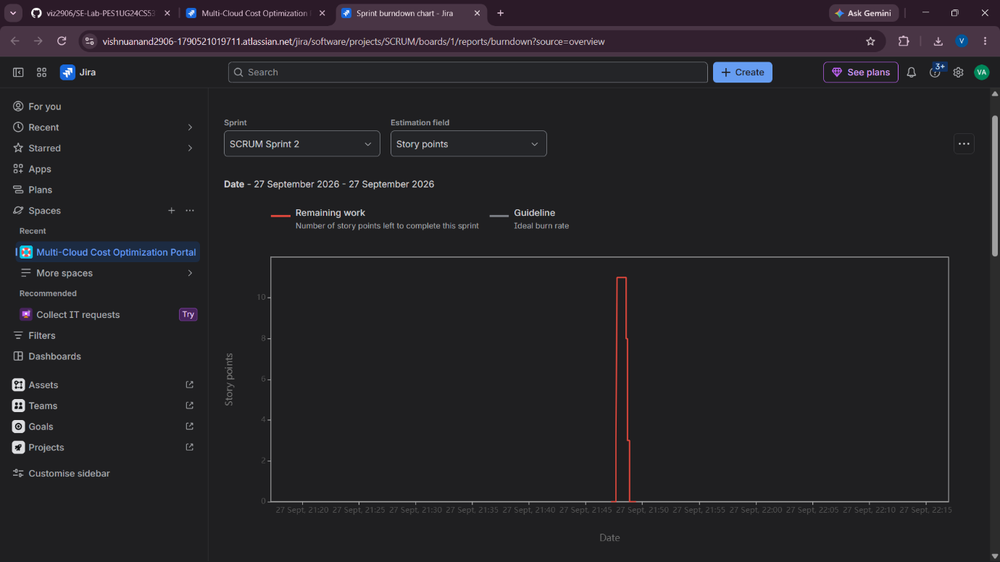 viz2906/SE-Lab-PES1UG24CS53
Multi-Cloud Cost Optimization
Sprint burndown chart - Jira
Ask Gemini
vishnuanand2906-1790521019711.atlassian.net/jira/software/projects/SCRUM/boards/1/reports/burndown?source=overview
V
Jira
Search
+ Create
See plans
3+
VA
For you
Recent
Starred
Apps
Plans
Spaces
Recent
Multi-Cloud Cost Optimization Portal
More spaces
Recommended
Collect IT requests
Try
Filters
Dashboards
Assets
Teams
Goals
Projects
Customise sidebar
Sprint
SCRUM Sprint 2
Estimation field
Story points
Date - 27 September 2026 - 27 September 2026
Remaining work
Number of story points left to complete this sprint
Guideline
Ideal burn rate
Story points
10
8
6
4
2
0
27 Sept, 21:20 27 Sept, 21:25 27 Sept, 21:30 27 Sept, 21:35 27 Sept, 21:40 27 Sept, 21:45 27 Sept, 21:50 27 Sept, 21:55 27 Sept, 22:00 27 Sept, 22:05 27 Sept, 22:10 27 Sept, 22:15
Date